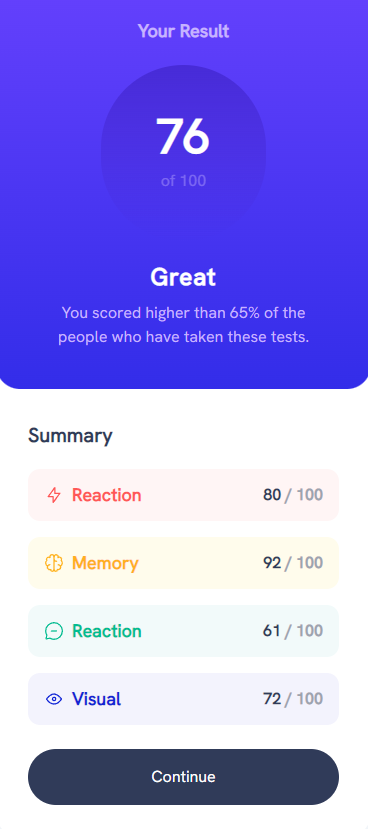 Your Result
76
of 100
Great
You scored higher than 65% of the
people who have taken these tests.
Summary
Reaction 80 / 100
Memory 92 / 100
Reaction 61 / 100
Visual 72 / 100
Continue